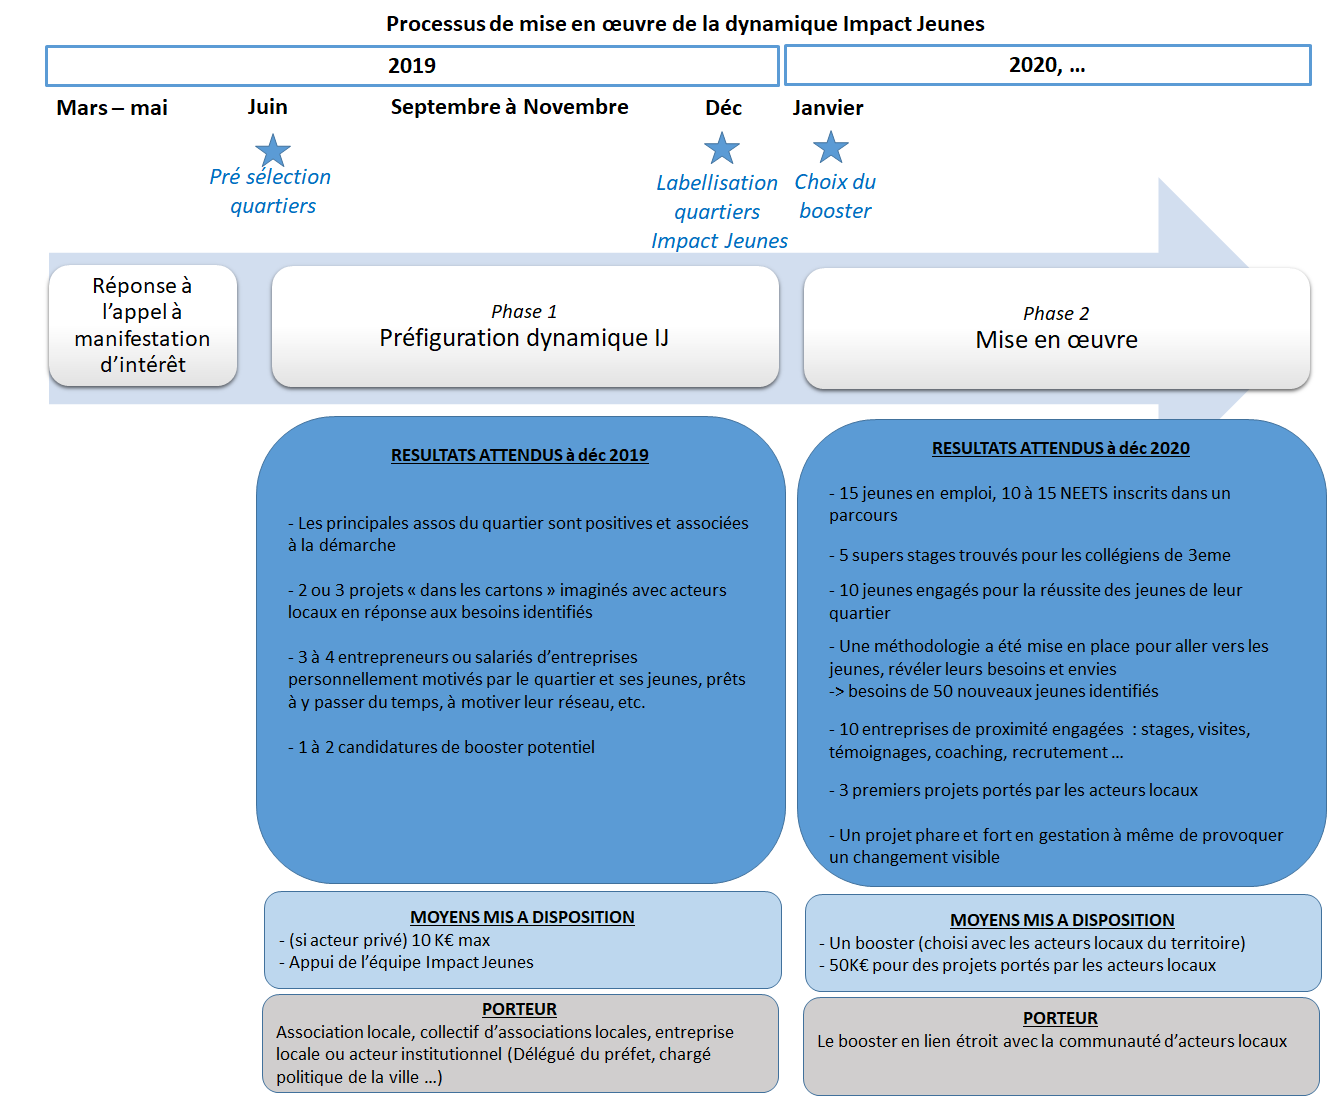 Processus de mise en œuvre de la dynamique Impact Jeunes
2019
2020, ...
Mars – mai
Juin
Septembre à Novembre
Déc
Janvier
Pré sélection
quartiers
Labellisation
quartiers
Impact Jeunes
Choix du
booster
Réponse à
l’appel à
manifestation
d’intérêt
Phase 1
Préfiguration dynamique IJ
Phase 2
Mise en œuvre
RESULTATS ATTENDUS à déc 2019
- Les principales assos du quartier sont positives et associées
à la démarche
- 2 ou 3 projets « dans les cartons » imaginés avec acteurs
locaux en réponse aux besoins identifiés
- 3 à 4 entrepreneurs ou salariés d’entreprises
personnellement motivés par le quartier et ses jeunes, prêts
à y passer du temps, à motiver leur réseau, etc.
- 1 à 2 candidatures de booster potentiel
RESULTATS ATTENDUS à déc 2020
- 15 jeunes en emploi, 10 à 15 NEETS inscrits dans un
parcours
- 5 supers stages trouvés pour les collégiens de 3eme
- 10 jeunes engagés pour la réussite des jeunes de leur
quartier
- Une méthodologie a été mise en place pour aller vers les
jeunes, révéler leurs besoins et envies
-> besoins de 50 nouveaux jeunes identifiés
- 10 entreprises de proximité engagées : stages, visites,
témoignages, coaching, recrutement ...
- 3 premiers projets portés par les acteurs locaux
- Un projet phare et fort en gestation à même de provoquer
un changement visible
MOYENS MIS A DISPOSITION
- (si acteur privé) 10 K€ max
- Appui de l’équipe Impact Jeunes
MOYENS MIS A DISPOSITION
- Un booster (choisi avec les acteurs locaux du territoire)
- 50K€ pour des projets portés par les acteurs locaux
PORTEUR
Association locale, collectif d’associations locales, entreprise
locale ou acteur institutionnel (Délégué du préfet, chargé
politique de la ville ...)
PORTEUR
Le booster en lien étroit avec la communauté d’acteurs locaux